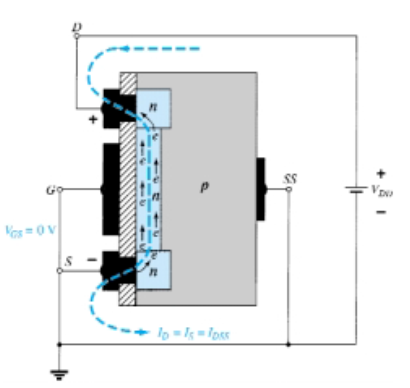 D
n
+
e
e
e
e
e
n
p
G
SS
+
V_DD
−
V_GS = 0 V
e
S
−
e
n
I_D = I_S = I_DSS